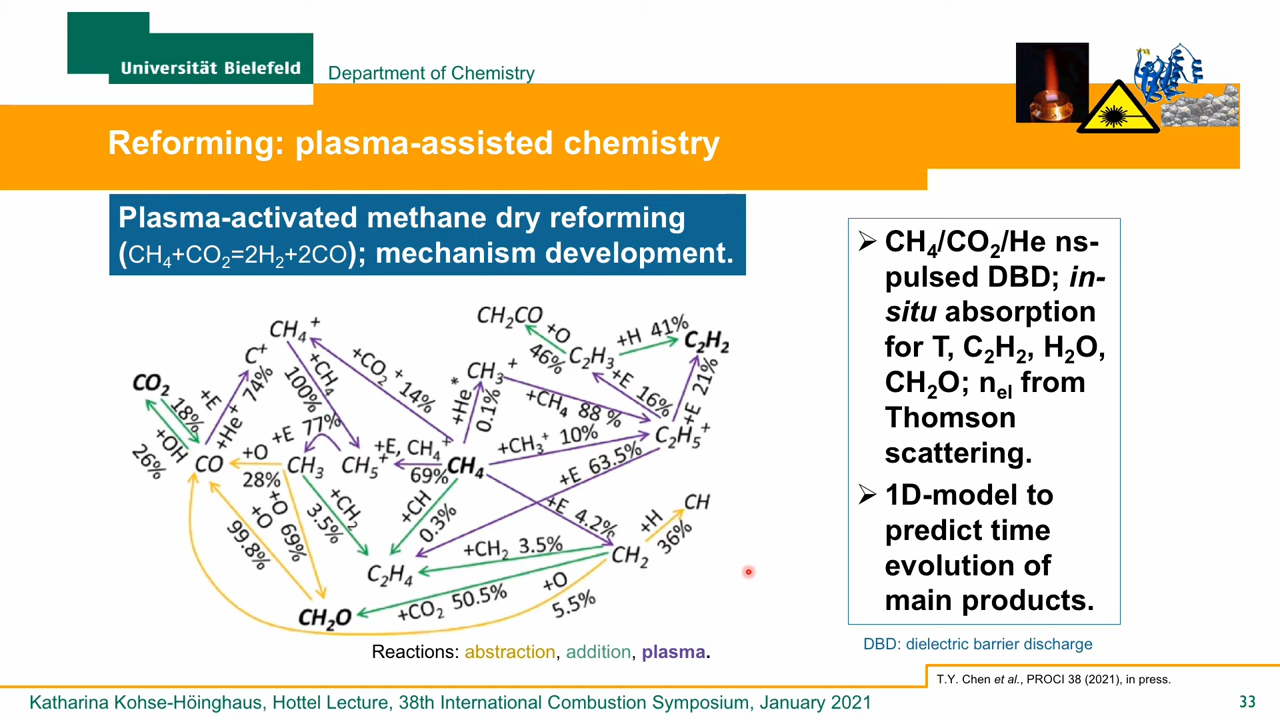 Universität Bielefeld
Department of Chemistry
Reforming: plasma-assisted chemistry
Plasma-activated methane dry reforming
(CH₄+CO₂=2H₂+2CO); mechanism development.
CH₄⁺
CH₂CO
+O
46%
+H 41%
C₂H₂
C₂H₃
C⁺
CO₂
18%
+OH
26%
+E
+He⁺
74%
+CH₄
100%
+CO₂⁺ 14%
CH₃⁺
+He*
0.1%
+E 16%
+E 21%
+CH₄ 88 %
+E 77%
+E, CH₄⁺
69%
+CH₃⁺ 10%
C₂H₅⁺
CO
+O
28%
CH₃
CH₅⁺
CH₄
+E 63.5%
+O
99.8%
+O 69%
+CH₂
3.5%
+CH
0.3%
+E 4.2%
+H
36%
CH
C₂H₄
+CH₂ 3.5%
CH₂
CH₂O
+CO₂ 50.5%
+O
5.5%
Reactions: abstraction, addition, plasma.
➢ CH₄/CO₂/He ns-
pulsed DBD; in-
situ absorption
for T, C₂H₂, H₂O,
CH₂O; nₑₗ from
Thomson
scattering.
➢ 1D-model to
predict time
evolution of
main products.
DBD: dielectric barrier discharge
T.Y. Chen et al., PROCI 38 (2021), in press.
Katharina Kohse-Höinghaus, Hottel Lecture, 38th International Combustion Symposium, January 2021
33